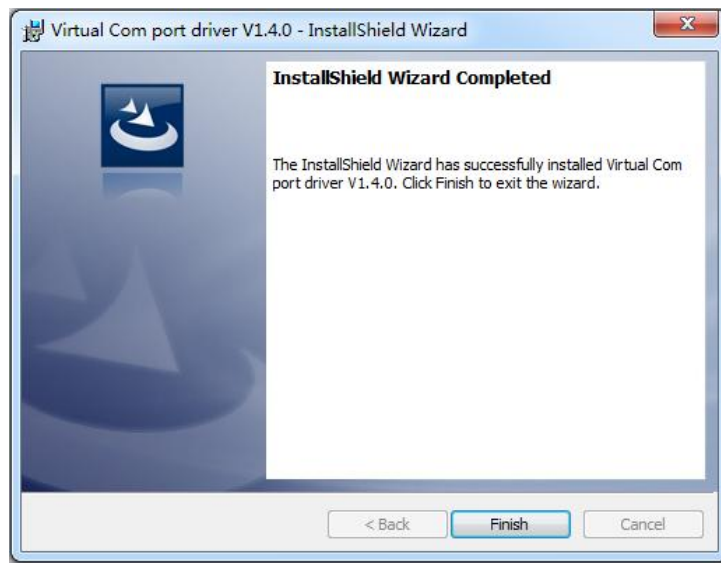 Virtual Com port driver V1.4.0 - InstallShield Wizard
InstallShield Wizard Completed
The InstallShield Wizard has successfully installed Virtual Com
port driver V1.4.0. Click Finish to exit the wizard.
< Back Finish Cancel